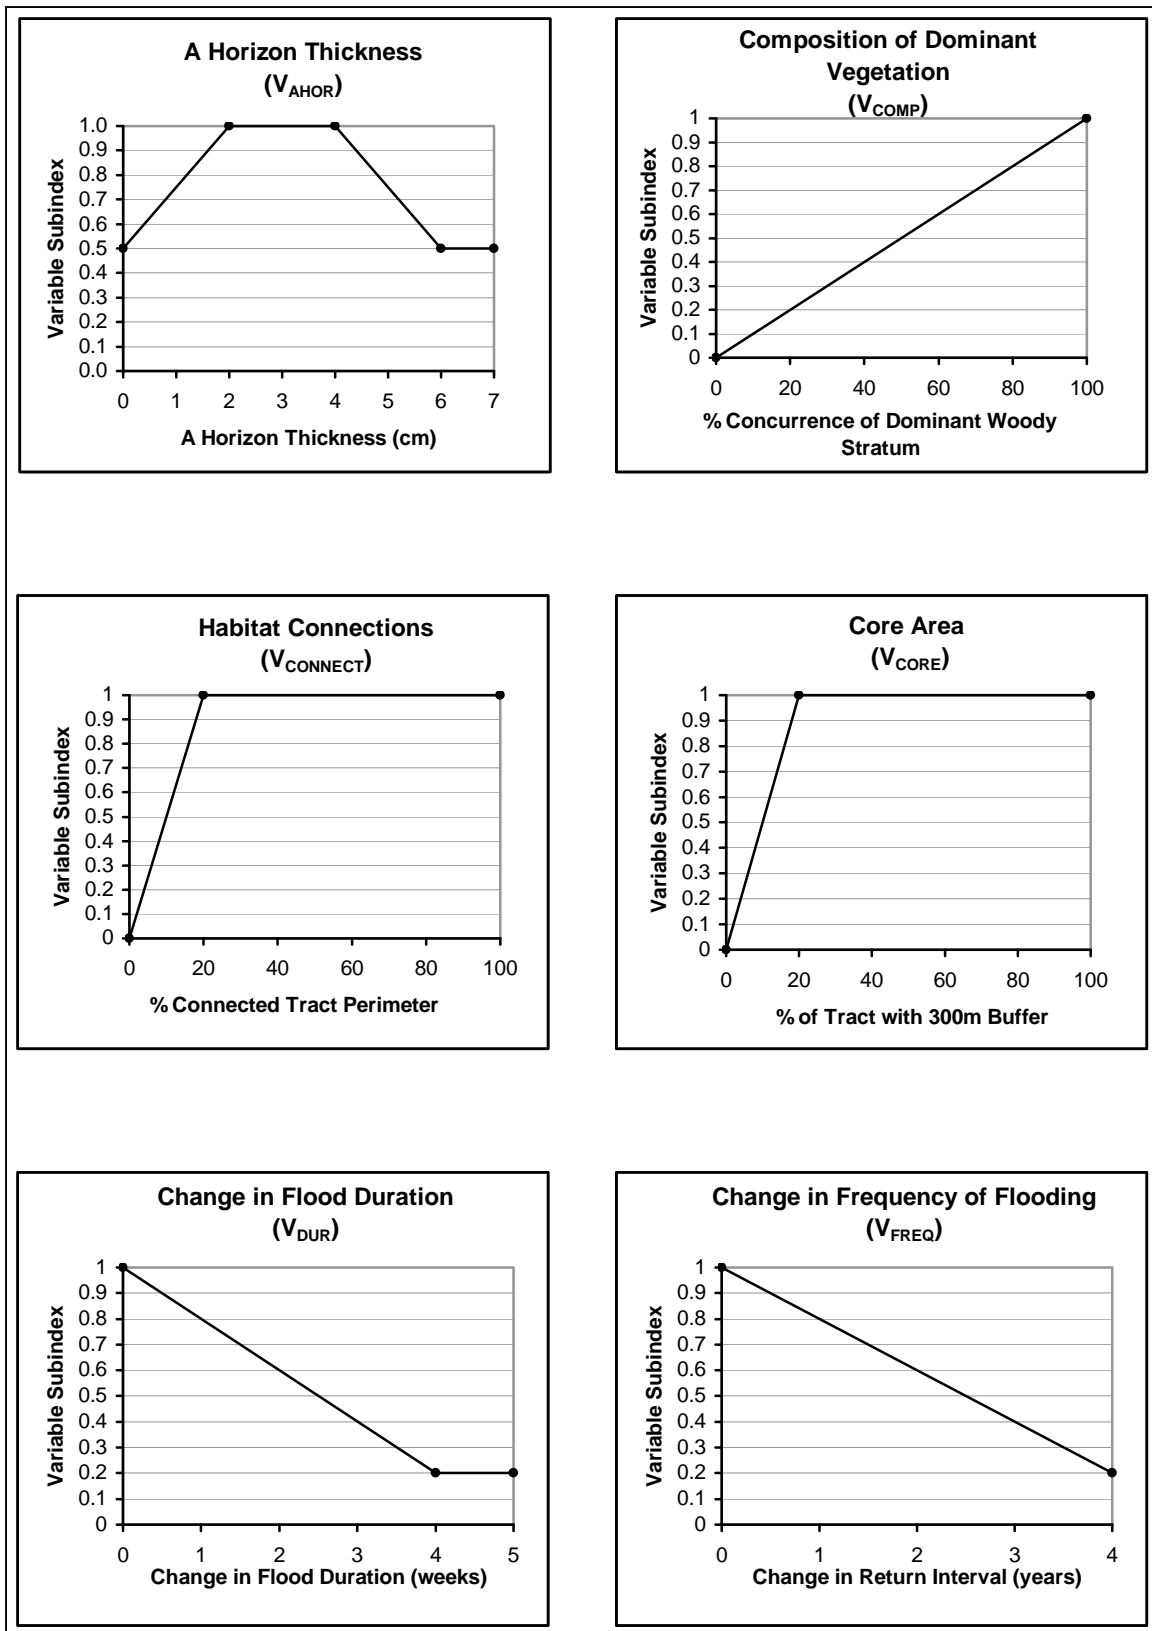 A Horizon Thickness
(VAHOR)
1.0
0.9
0.8
0.7
0.6
0.5
0.4
0.3
0.2
0.1
0.0
Variable Subindex
0 1 2 3 4 5 6 7
A Horizon Thickness (cm)
Composition of Dominant
Vegetation
(VCOMP)
1
0.9
0.8
0.7
0.6
0.5
0.4
0.3
0.2
0.1
0
Variable Subindex
0 20 40 60 80 100
% Concurrence of Dominant Woody
Stratum
Habitat Connections
(VCONNECT)
1
0.9
0.8
0.7
0.6
0.5
0.4
0.3
0.2
0.1
0
Variable Subindex
0 20 40 60 80 100
% Connected Tract Perimeter
Core Area
(VCORE)
1
0.9
0.8
0.7
0.6
0.5
0.4
0.3
0.2
0.1
0
Variable Subindex
0 20 40 60 80 100
% of Tract with 300m Buffer
Change in Flood Duration
(VDUR)
1
0.9
0.8
0.7
0.6
0.5
0.4
0.3
0.2
0.1
0
Variable Subindex
0 1 2 3 4 5
Change in Flood Duration (weeks)
Change in Frequency of Flooding
(VFREQ)
1
0.9
0.8
0.7
0.6
0.5
0.4
0.3
0.2
0.1
0
Variable Subindex
0 1 2 3 4
Change in Return Interval (years)